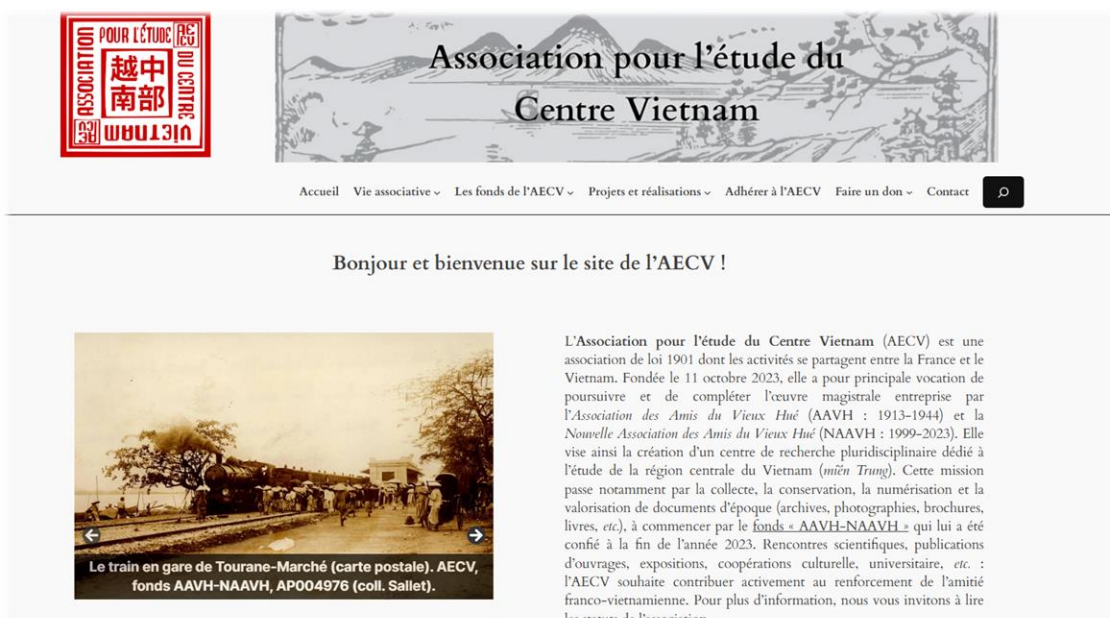 ASSOCIATION
POUR L'ÉTUDE
DU CENTRE
VIETNAM
AECV
AECV
越中
南部
Association pour l'étude du
Centre Vietnam
Accueil Vie associative Les fonds de l'AECV Projets et réalisations Adhérer à l'AECV Faire un don Contact
Bonjour et bienvenue sur le site de l'AECV !
Le train en gare de Tourane-Marché (carte postale). AECV,
fonds AAVH-NAAVH, AP004976 (coll. Sallet).
L'Association pour l'étude du Centre Vietnam (AECV) est une
association de loi 1901 dont les activités se partagent entre la France et le
Vietnam. Fondée le 11 octobre 2023, elle a pour principale vocation de
poursuivre et de compléter l'œuvre magistrale entreprise par
l'Association des Amis du Vieux Hué (AAVH : 1913-1944) et la
Nouvelle Association des Amis du Vieux Hué (NAAVH : 1999-2023). Elle
vise ainsi la création d'un centre de recherche pluridisciplinaire dédié à
l'étude de la région centrale du Vietnam (miền Trung). Cette mission
passe notamment par la collecte, la conservation, la numérisation et la
valorisation de documents d'époque (archives, photographies, brochures,
livres, etc.), à commencer par le fonds « AAVH-NAAVH » qui lui a été
confié à la fin de l'année 2023. Rencontres scientifiques, publications
d'ouvrages, expositions, coopérations culturelle, universitaire, etc. :
l'AECV souhaite contribuer activement au renforcement de l'amitié
franco-vietnamienne. Pour plus d'information, nous vous invitons à lire
les statuts de l'association